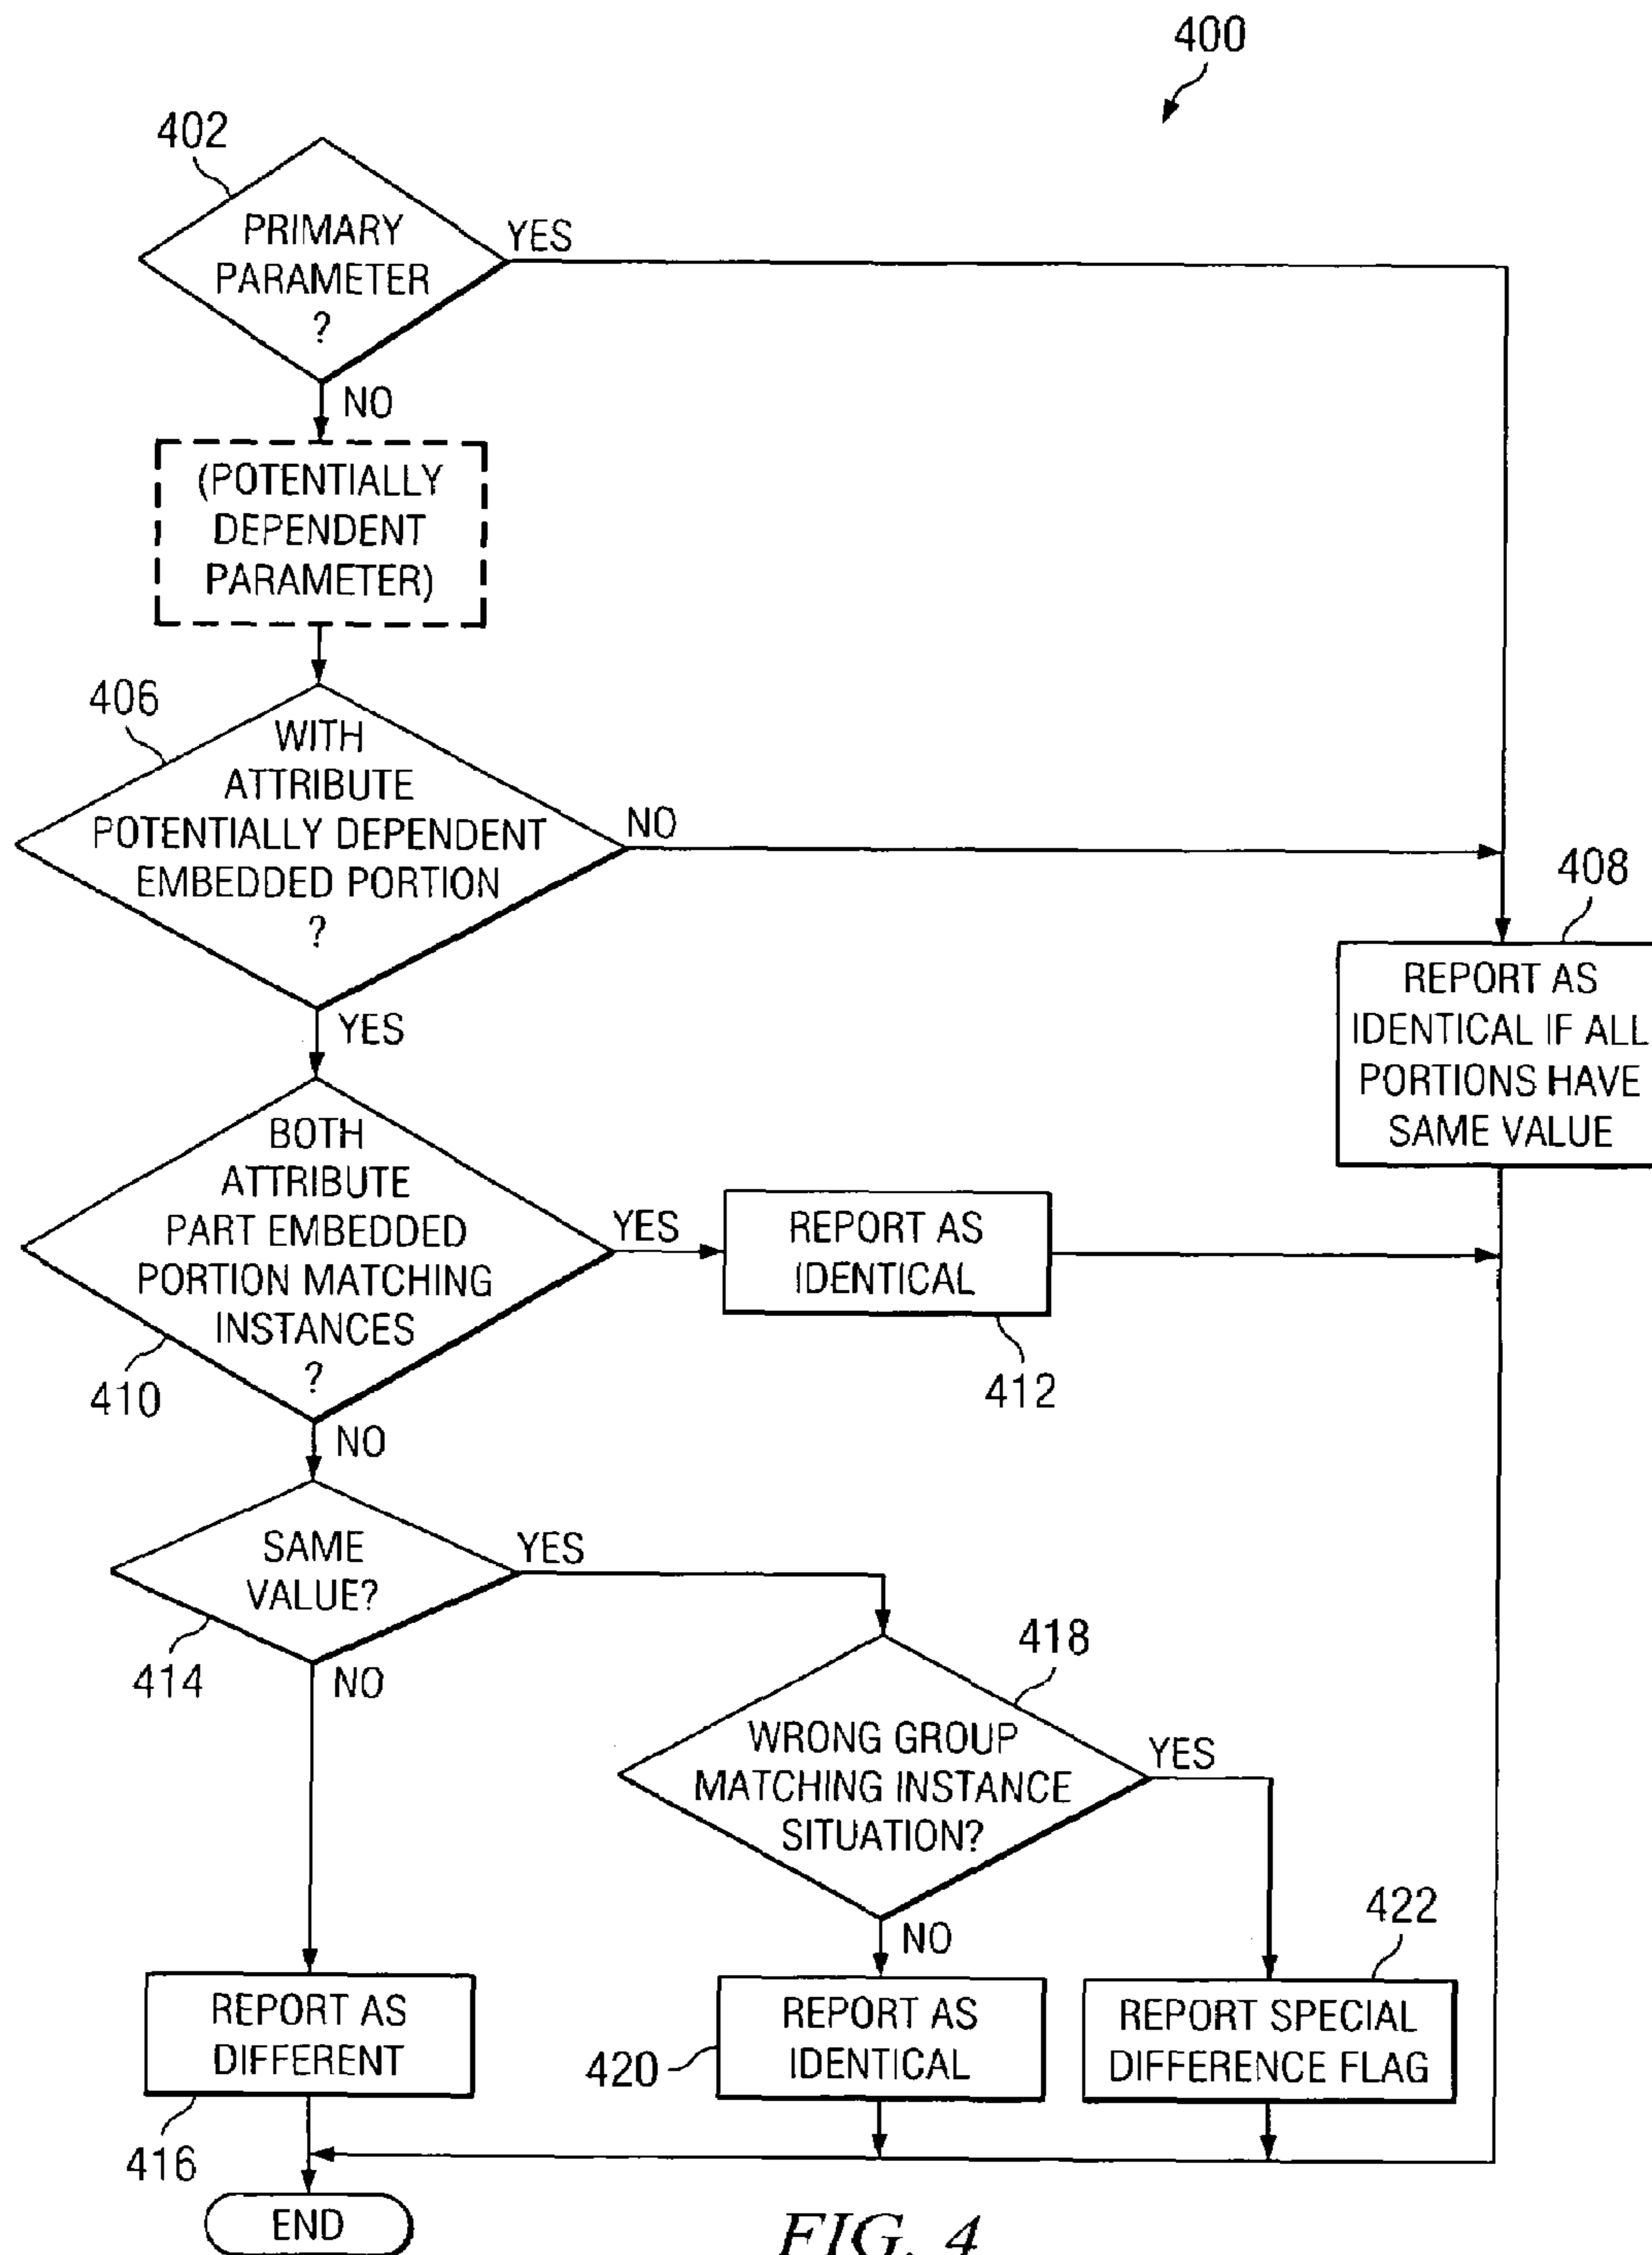 400
402
PRIMARY
PARAMETER
?
YES
NO
(POTENTIALLY
DEPENDENT
PARAMETER)
406
WITH
ATTRIBUTE
POTENTIALLY DEPENDENT
EMBEDDED PORTION
?
NO
YES
408
REPORT AS
IDENTICAL IF ALL
PORTIONS HAVE
SAME VALUE
BOTH
ATTRIBUTE
PART EMBEDDED
PORTION MATCHING
INSTANCES
?
410
YES
NO
REPORT AS
IDENTICAL
412
SAME
VALUE?
414
YES
NO
418
WRONG GROUP
MATCHING INSTANCE
SITUATION?
YES
NO
422
REPORT AS
DIFFERENT
416
REPORT AS
IDENTICAL
420
REPORT SPECIAL
DIFFERENCE FLAG
END
FIG. 4